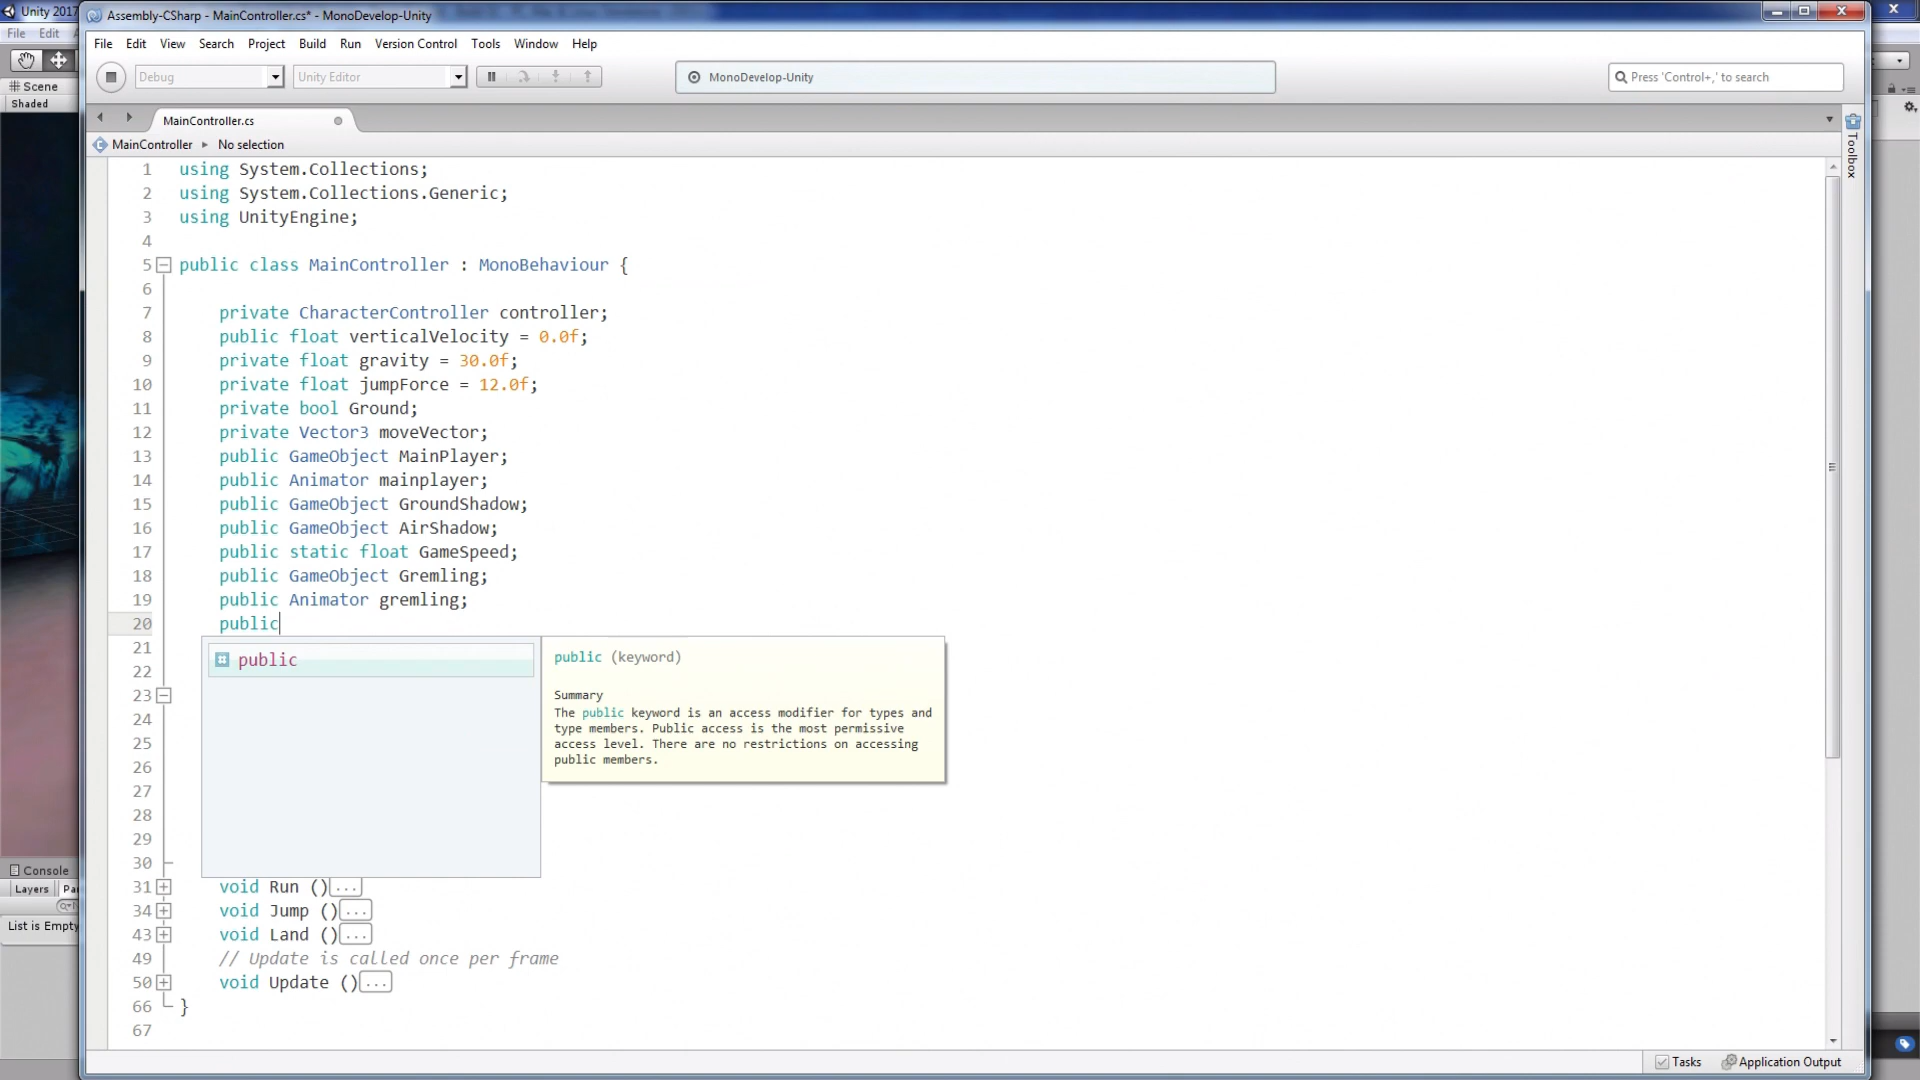 Unity 2017
Assembly-CSharp - MainController.cs* - MonoDevelop-Unity
File Edit
File Edit View Search Project Build Run Version Control Tools Window Help
Debug
Unity Editor
MonoDevelop-Unity
Press 'Control+,' to search
Scene
Shaded
MainController.cs
MainController No selection
Toolbox
1 using System.Collections;
2 using System.Collections.Generic;
3 using UnityEngine;
4
5 public class MainController : MonoBehaviour {
6
7 private CharacterController controller;
8 public float verticalVelocity = 0.0f;
9 private float gravity = 30.0f;
10 private float jumpForce = 12.0f;
11 private bool Ground;
12 private Vector3 moveVector;
13 public GameObject MainPlayer;
14 public Animator mainplayer;
15 public GameObject GroundShadow;
16 public GameObject AirShadow;
17 public static float GameSpeed;
18 public GameObject Gremling;
19 public Animator gremling;
20 public
21
22
23
24
25
26
27
28
29
30
public
public (keyword)
Summary
The public keyword is an access modifier for types and
type members. Public access is the most permissive
access level. There are no restrictions on accessing
public members.
31 void Run ()...
34 void Jump ()...
43 void Land ()...
49 // Update is called once per frame
50 void Update ()...
66 }
67
Console
Layers Pa
List is Empty
Tasks Application Output